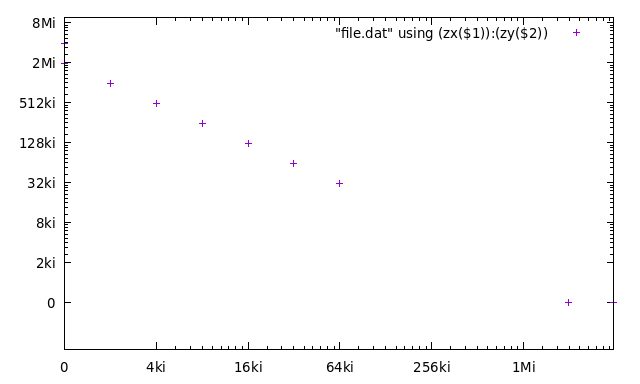 8Mi
"file.dat" using (zx($1)):(zy($2))
2Mi
512ki
128ki
32ki
8ki
2ki
0
0 4ki 16ki 64ki 256ki 1Mi